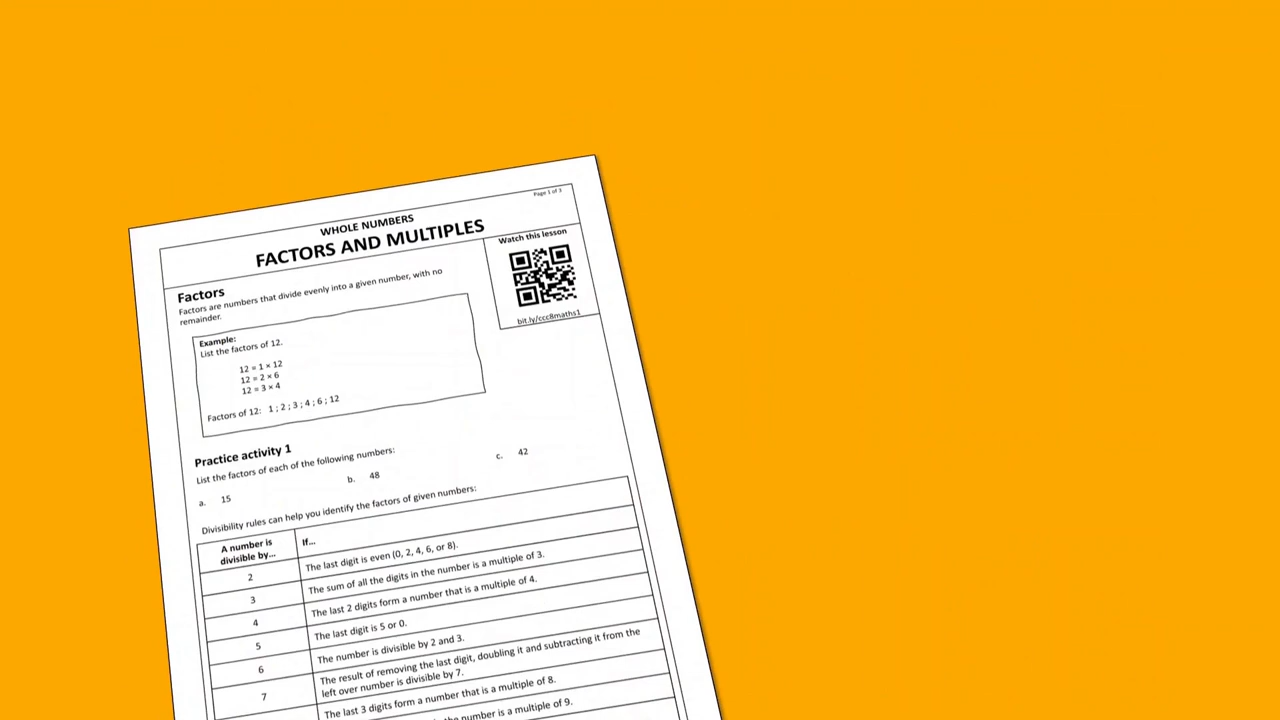 Page 1 of 3
WHOLE NUMBERS
FACTORS AND MULTIPLES
Watch this lesson
bit.ly/ccc8maths1
Factors
Factors are numbers that divide evenly into a given number, with no
remainder.
Example:
List the factors of 12.
12 = 1 × 12
12 = 2 × 6
12 = 3 × 4
Factors of 12: 1 ; 2 ; 3 ; 4 ; 6 ; 12
Practice activity 1
List the factors of each of the following numbers:
a. 15 b. 48 c. 42
Divisibility rules can help you identify the factors of given numbers:
A number is
divisible by... If...
2 The last digit is even (0, 2, 4, 6, or 8).
3 The sum of all the digits in the number is a multiple of 3.
4 The last 2 digits form a number that is a multiple of 4.
5 The last digit is 5 or 0.
6 The number is divisible by 2 and 3.
7 The result of removing the last digit, doubling it and subtracting it from the
left over number is divisible by 7.
The last 3 digits form a number that is a multiple of 8.
the number is a multiple of 9.